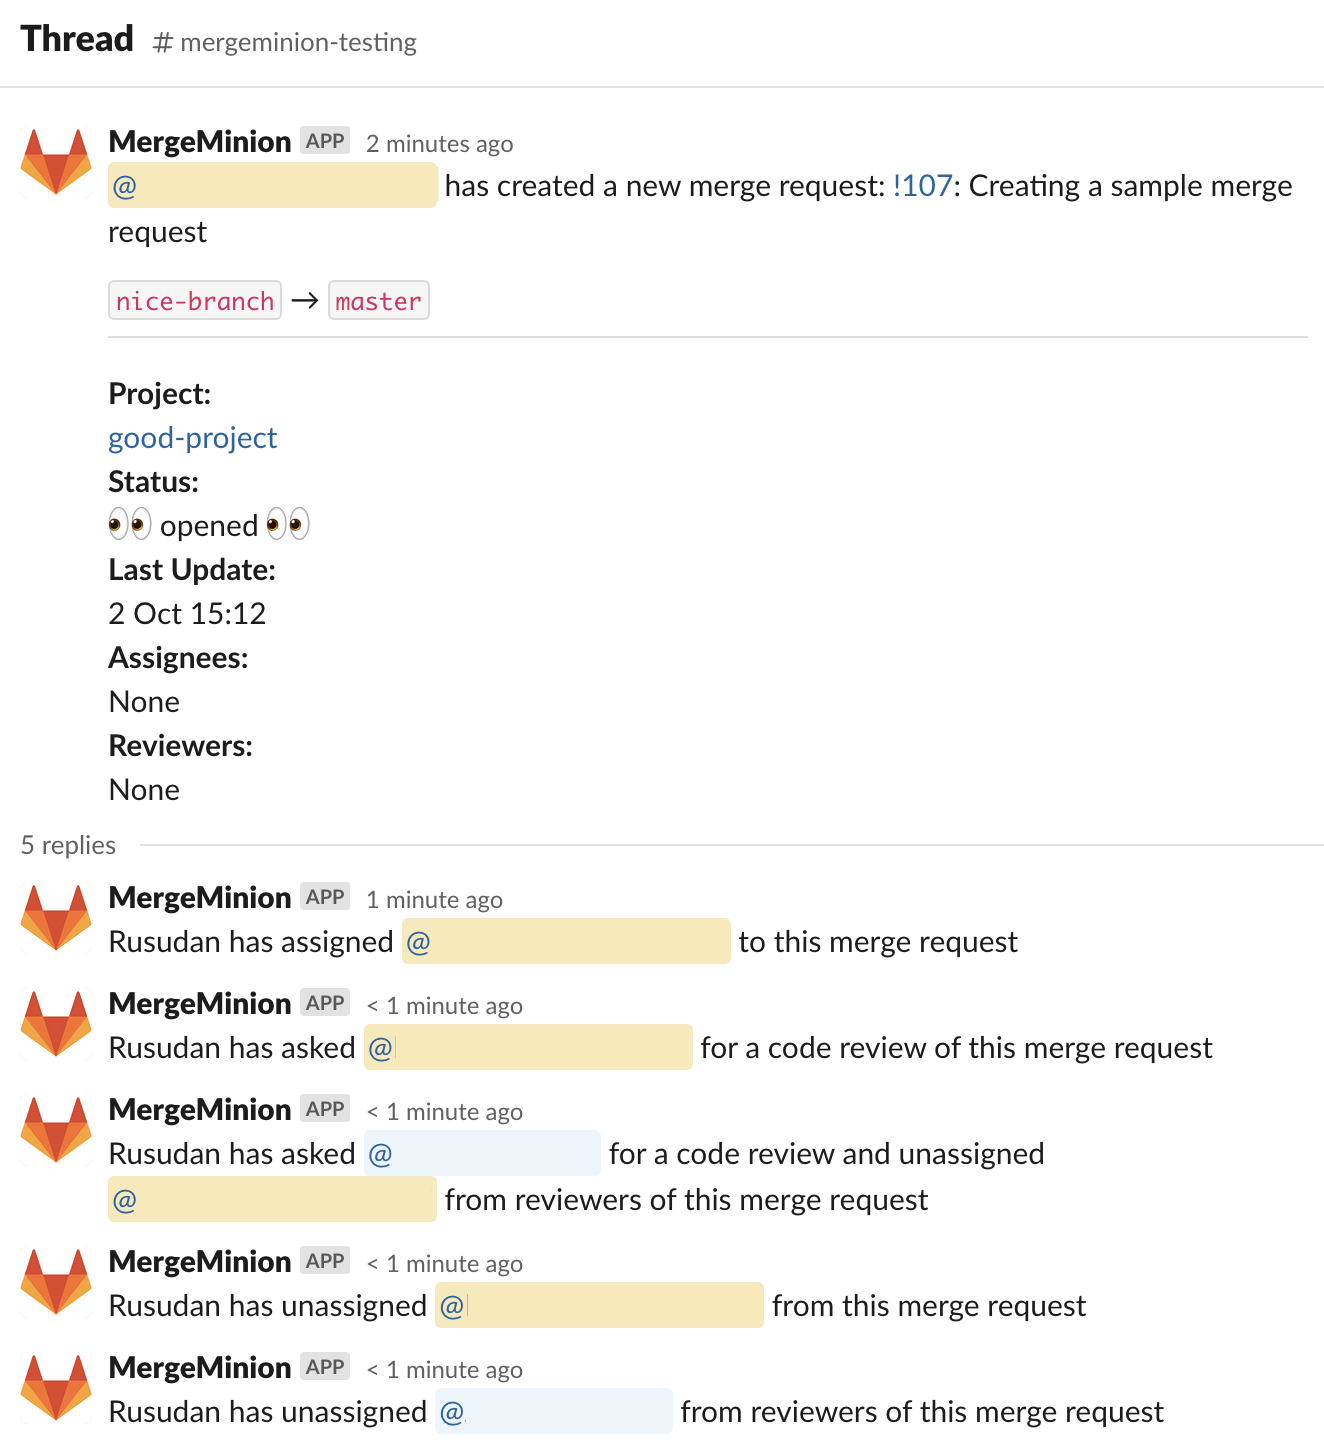 Thread # mergeminion-testing
MergeMinion APP 2 minutes ago
@ has created a new merge request: !107: Creating a sample merge
request
nice-branch → master
Project:
good-project
Status:
👀 opened 👀
Last Update:
2 Oct 15:12
Assignees:
None
Reviewers:
None
5 replies
MergeMinion APP 1 minute ago
Rusudan has assigned @ to this merge request
MergeMinion APP < 1 minute ago
Rusudan has asked @ for a code review of this merge request
MergeMinion APP < 1 minute ago
Rusudan has asked @ for a code review and unassigned
@ from reviewers of this merge request
MergeMinion APP < 1 minute ago
Rusudan has unassigned @ from this merge request
MergeMinion APP < 1 minute ago
Rusudan has unassigned @ from reviewers of this merge request